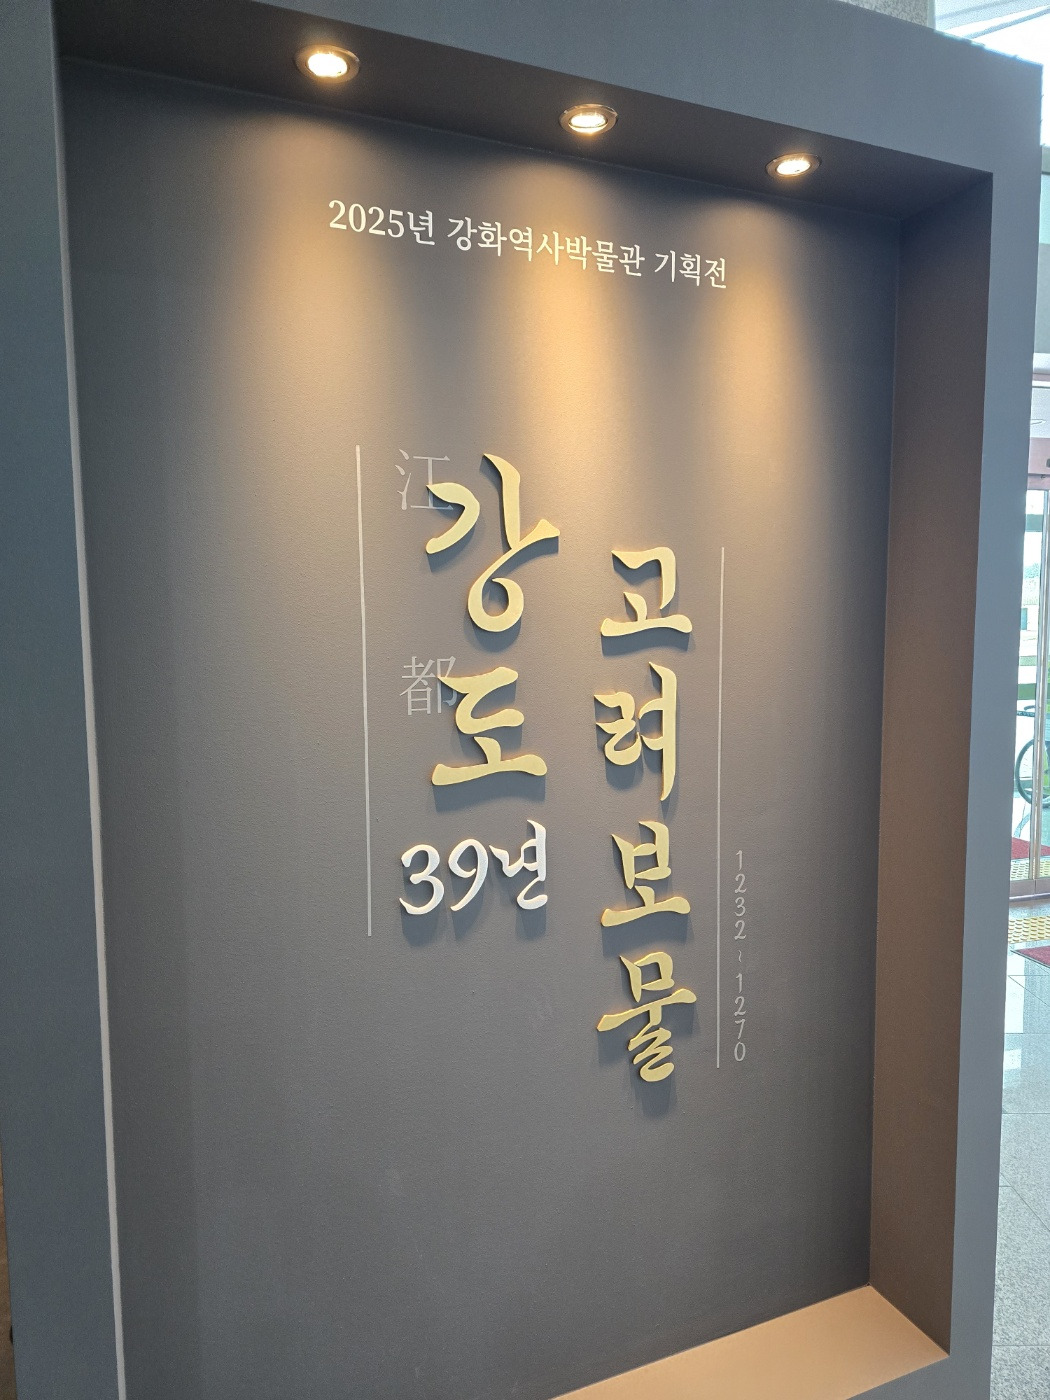 2025년 강화역사박물관 기획전
江都
강도
39년
고려보물
1232~1270